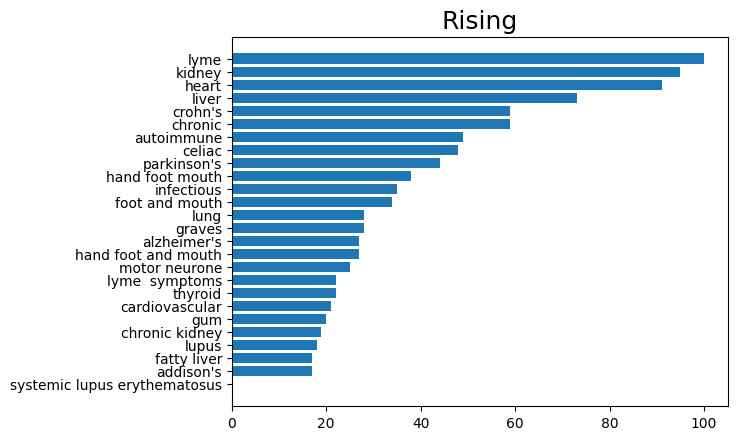 Rising
lyme
kidney
heart
liver
crohn's
chronic
autoimmune
celiac
parkinson's
hand foot mouth
infectious
foot and mouth
lung
graves
alzheimer's
hand foot and mouth
motor neurone
lyme  symptoms
thyroid
cardiovascular
gum
chronic kidney
lupus
fatty liver
addison's
systemic lupus erythematosus
0 20 40 60 80 100